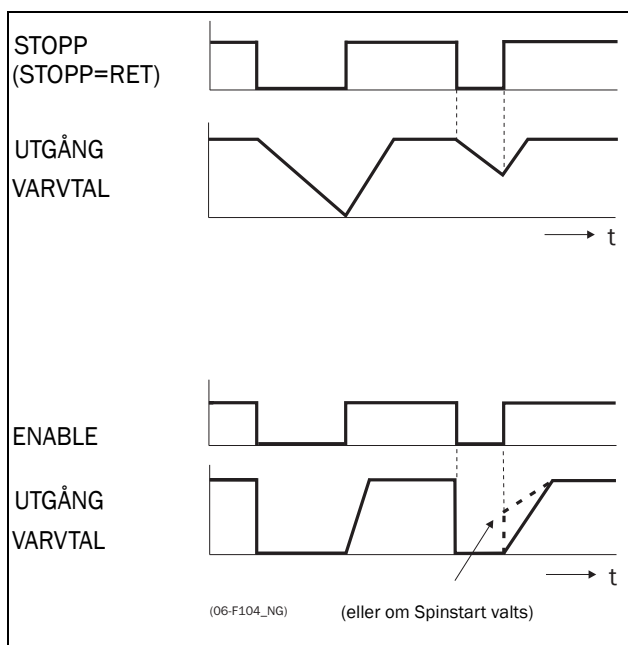 STOPP
(STOPP=RET)
UTGÅNG
VARVTAL
t
ENABLE
UTGÅNG
VARVTAL
t
(06-F104_NG)
(eller om Spinstart valts)